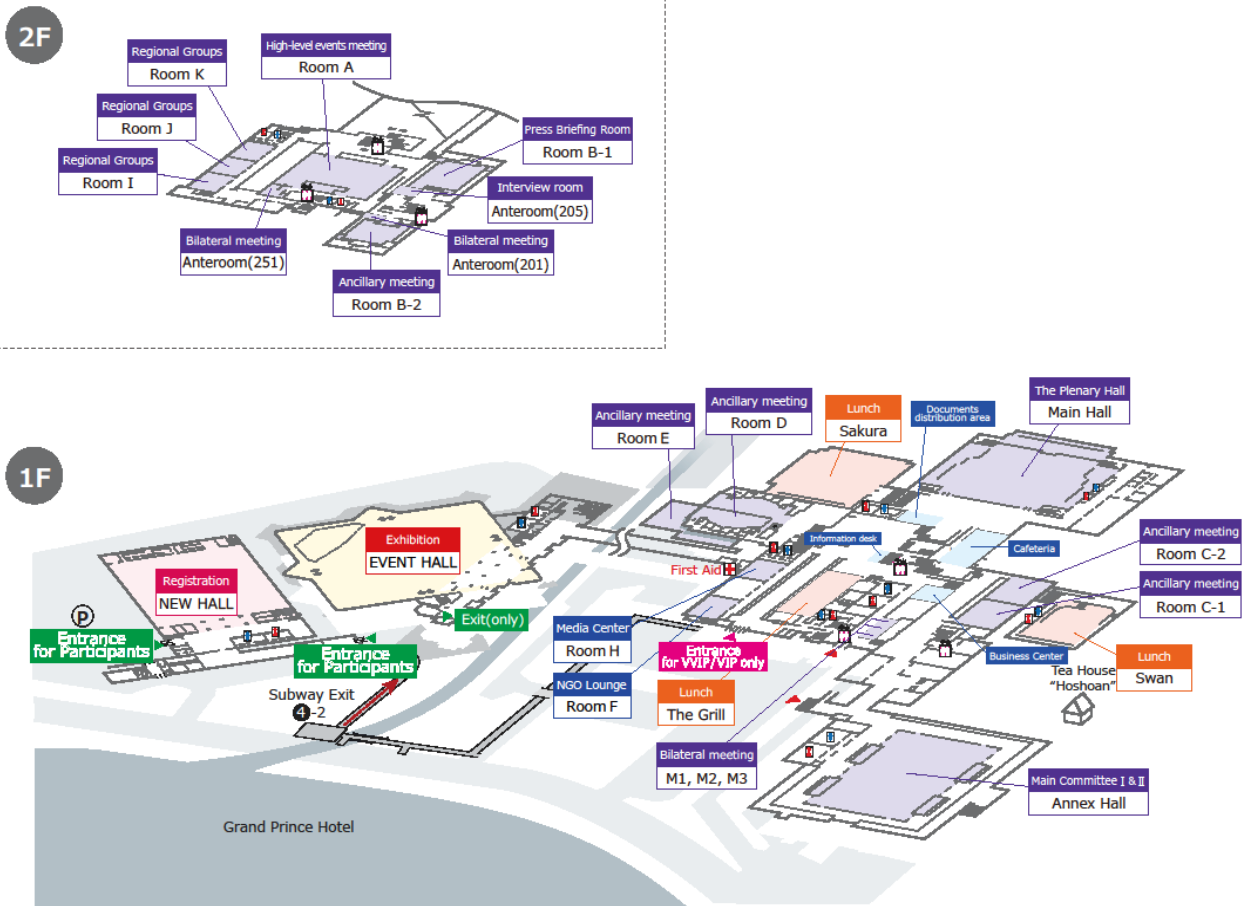 2F
Regional Groups
Room K
High-level events meeting
Room A
Regional Groups
Room J
Regional Groups
Room I
Press Briefing Room
Room B-1
Interview room
Anteroom(205)
Bilateral meeting
Anteroom(251)
Bilateral meeting
Anteroom(201)
Ancillary meeting
Room B-2
1F
Ancillary meeting
Room E
Ancillary meeting
Room D
Lunch
Sakura
Documents
distribution area
The Plenary Hall
Main Hall
Exhibition
EVENT HALL
Registration
NEW HALL
Information desk
Cafeteria
Ancillary meeting
Room C-2
Ancillary meeting
Room C-1
First Aid
P
Entrance
for Participants
Entrance
for Participants
Exit(only)
Media Center
Room H
Entrance
for VVIP/VIP only
NGO Lounge
Room F
Lunch
The Grill
Business Center
Lunch
Swan
Tea House
"Hoshoan"
Subway Exit
4-2
Bilateral meeting
M1, M2, M3
Main Committee I & II
Annex Hall
Grand Prince Hotel